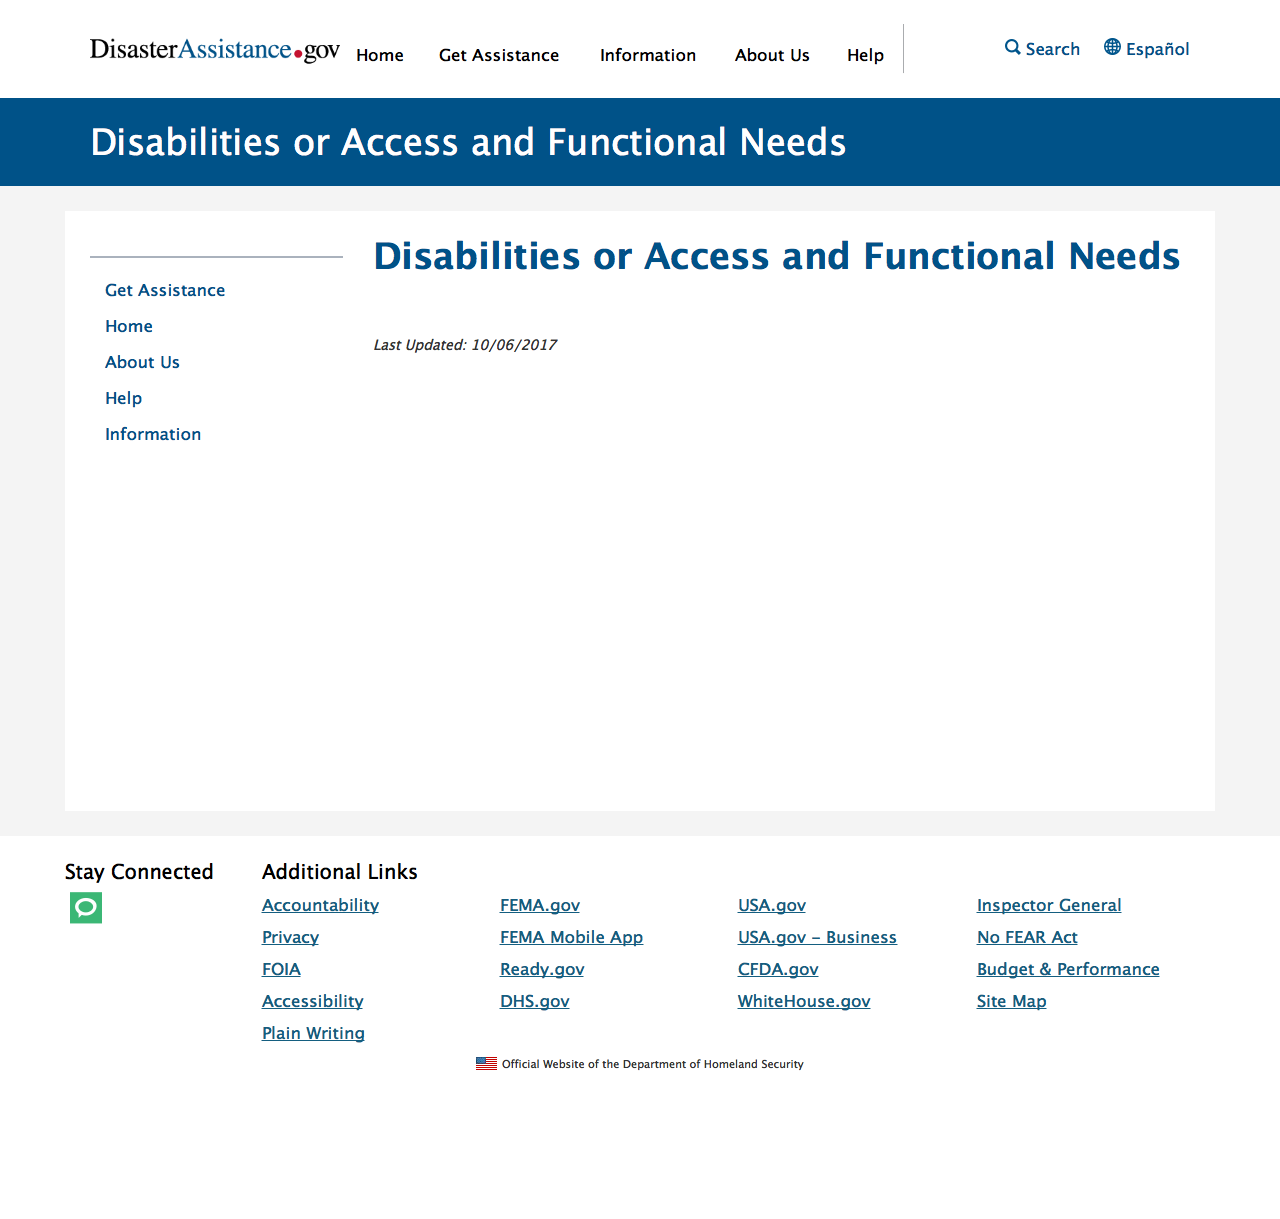 DisasterAssistance.gov Home Get Assistance Information About Us Help Search Español
Disabilities or Access and Functional Needs
Disabilities or Access and Functional Needs
Get Assistance
Home
About Us
Help
Information
Last Updated: 10/06/2017
Stay Connected
Additional Links
Accountability FEMA.gov USA.gov Inspector General
Privacy FEMA Mobile App USA.gov – Business No FEAR Act
FOIA Ready.gov CFDA.gov Budget & Performance
Accessibility DHS.gov WhiteHouse.gov Site Map
Plain Writing
Official Website of the Department of Homeland Security